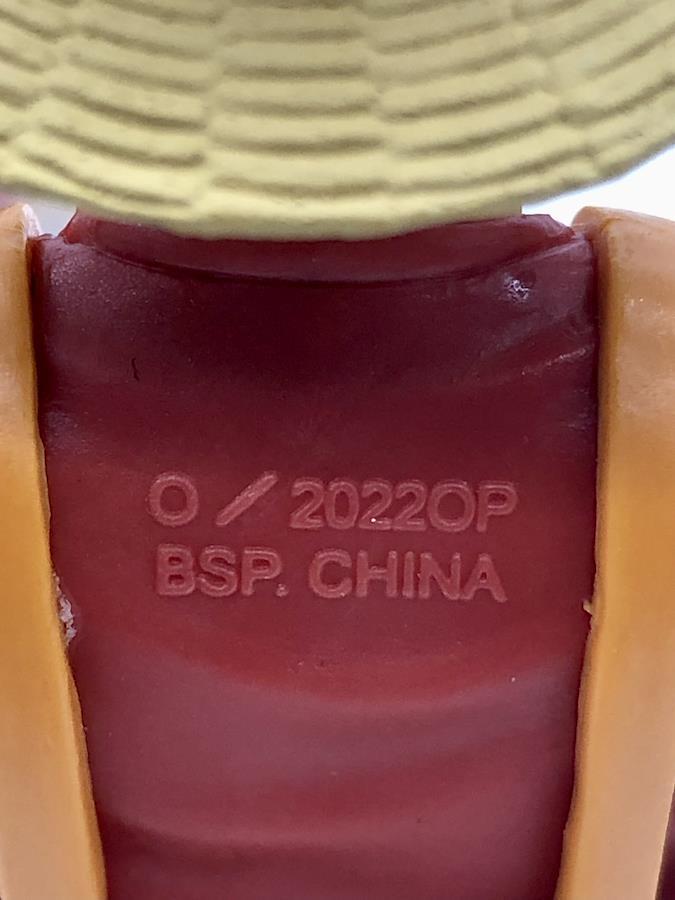 O / 2022OP
BSP. CHINA